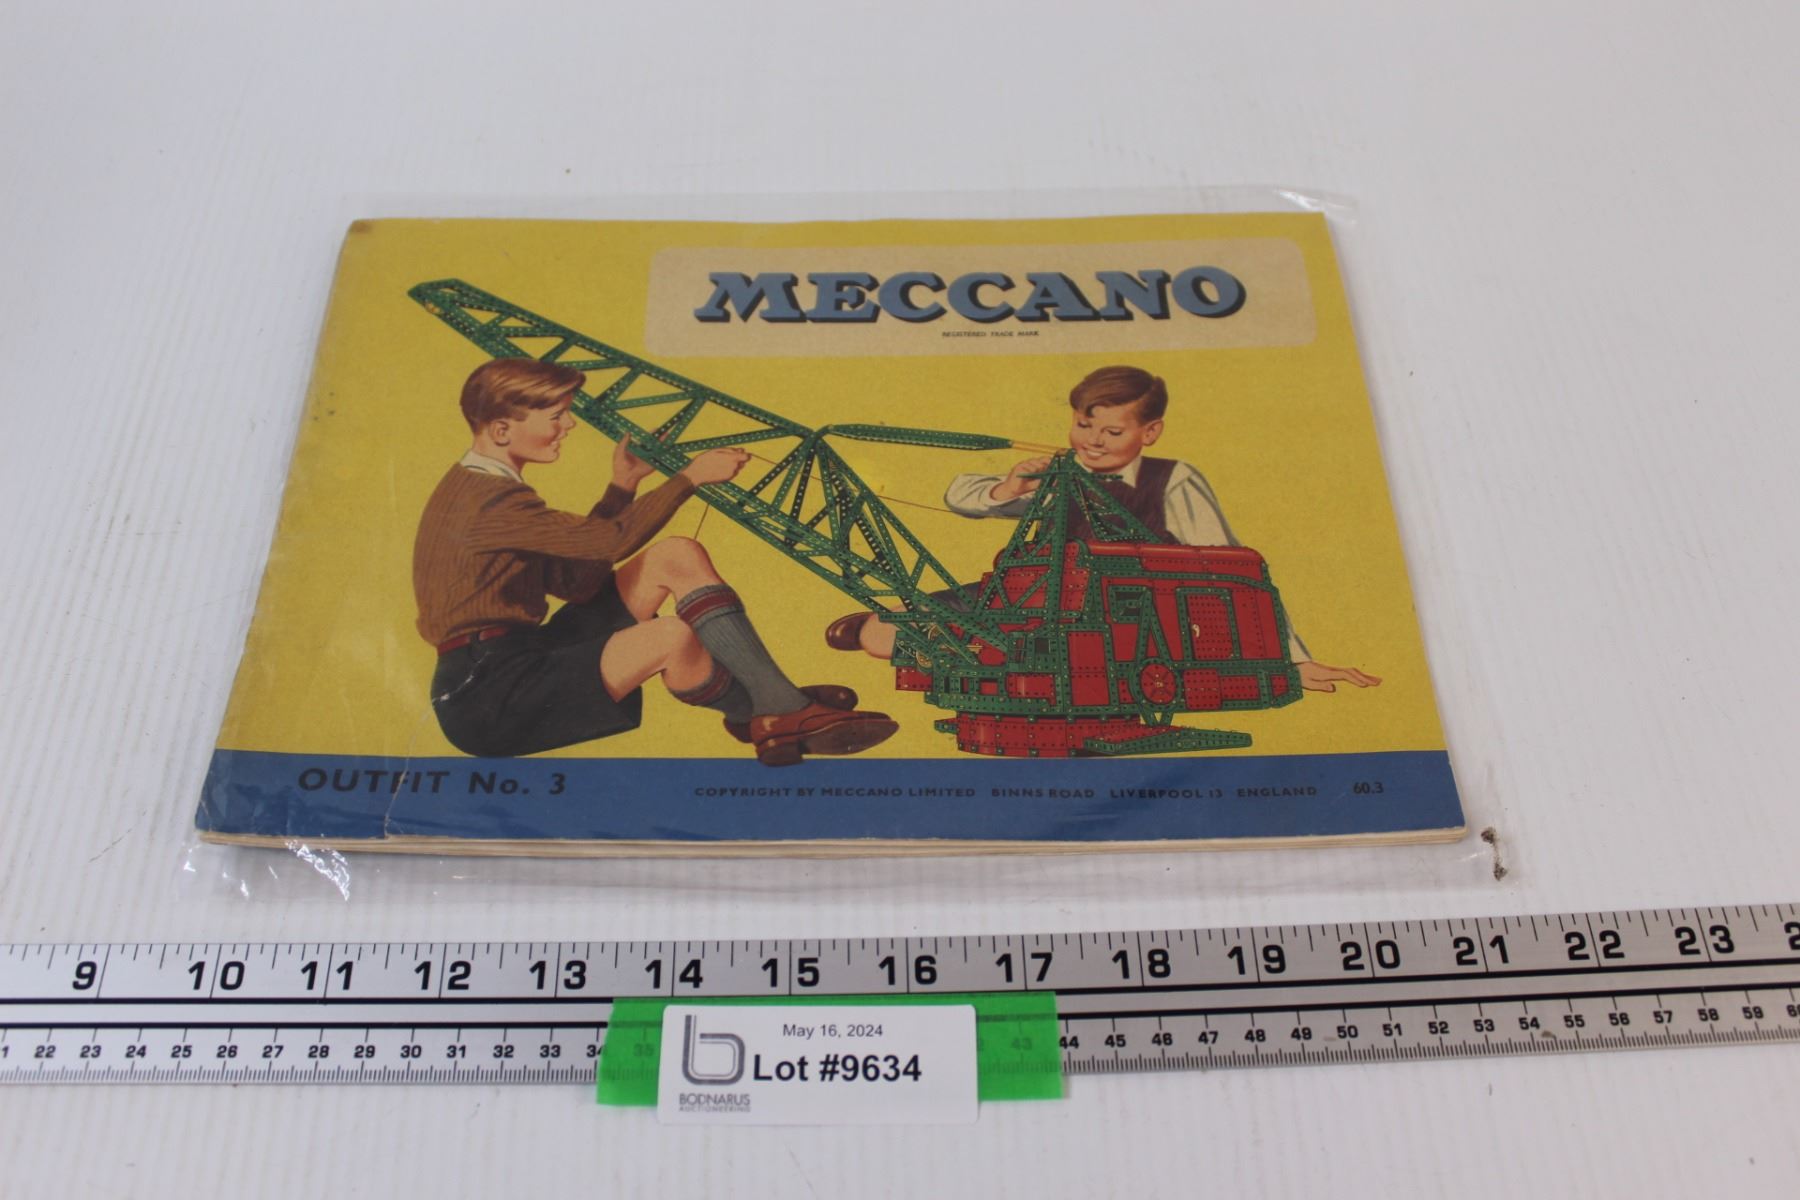 MECCANO
REGISTERED TRADE MARK
OUTFIT No. 3 COPYRIGHT BY MECCANO LIMITED BINNS ROAD LIVERPOOL 13 ENGLAND 60.3
9 10 11 12 13 14 15 16 17 18 19 20 21 22 23
22 23 24 25 26 27 28 29 30 31 32 33 34 35 43 44 45 46 47 48 49 50 51 52 53 54 55 56 57 58 59
May 16, 2024
Lot #9634
BODNARUS
AUCTIONEERING